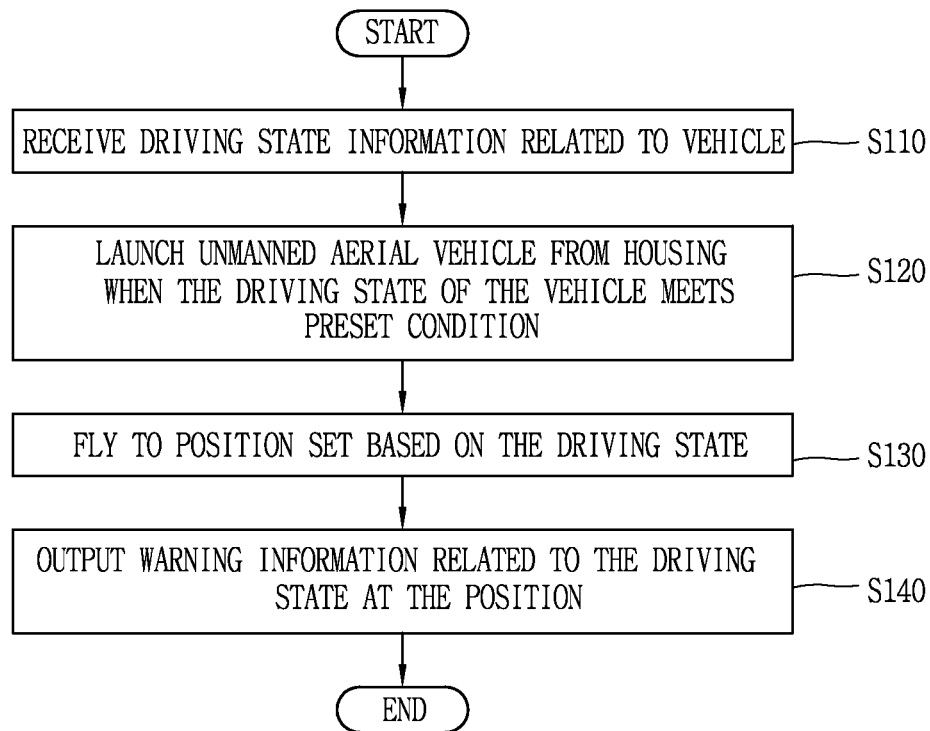 START
RECEIVE DRIVING STATE INFORMATION RELATED TO VEHICLE
S110
LAUNCH UNMANNED AERIAL VEHICLE FROM HOUSING
WHEN THE DRIVING STATE OF THE VEHICLE MEETS
PRESET CONDITION
S120
FLY TO POSITION SET BASED ON THE DRIVING STATE
S130
OUTPUT WARNING INFORMATION RELATED TO THE DRIVING
STATE AT THE POSITION
S140
END